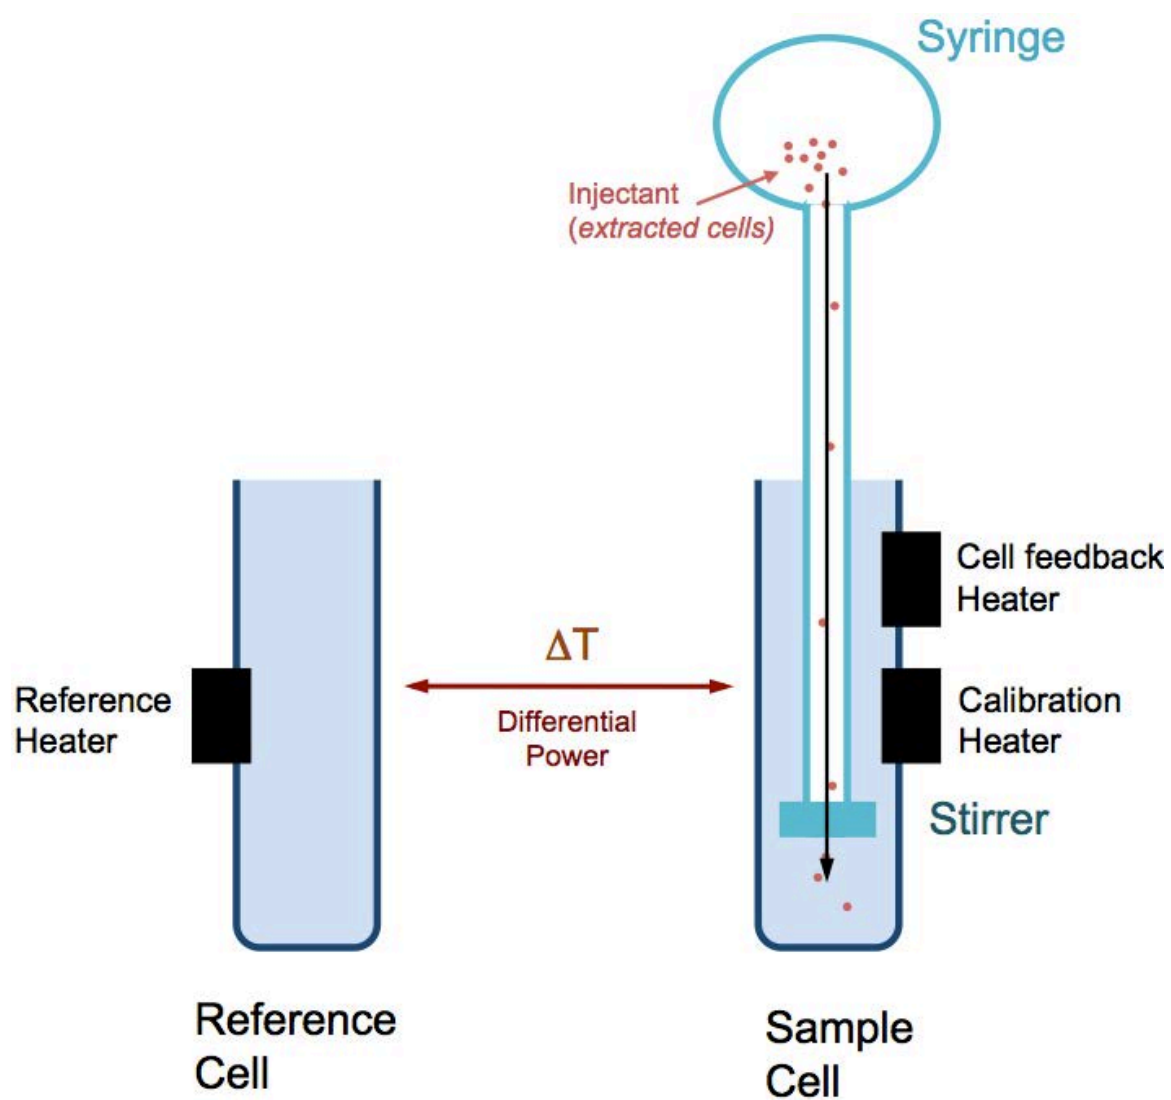 Syringe
Injectant
(extracted cells)
Cell feedback
Heater
ΔT
Reference
Heater
Differential
Power
Calibration
Heater
Stirrer
Reference
Cell
Sample
Cell